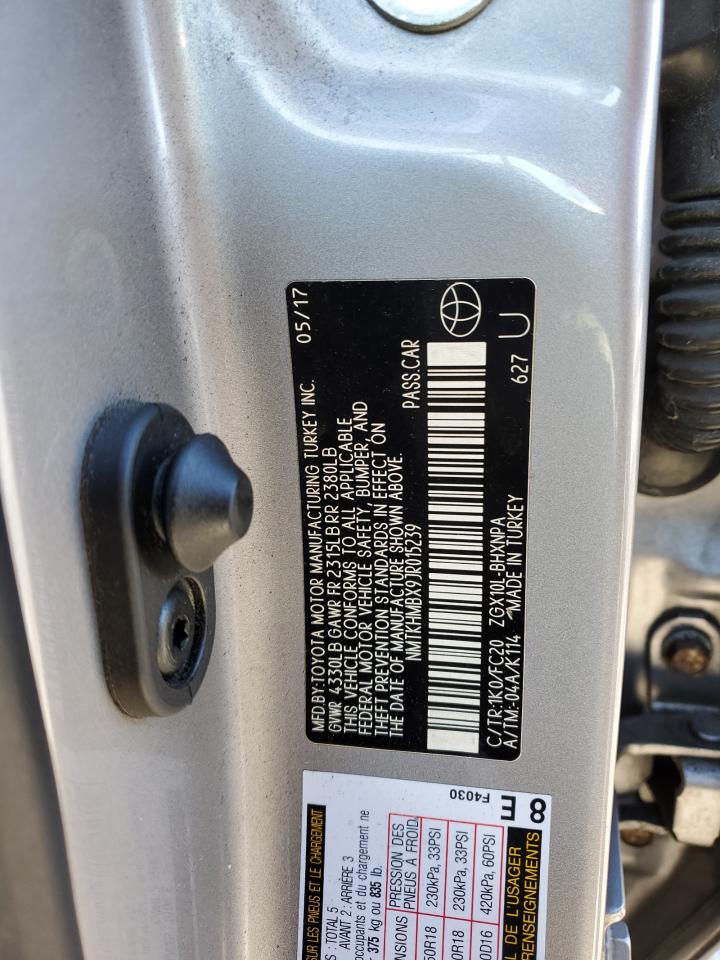 MFD.BY:TOYOTA MOTOR MANUFACTURING TURKEY INC. 05/17
GVWR 4330LB GAWR FR 2315LB RR 2380LB
THIS VEHICLE CONFORMS TO ALL APPLICABLE
FEDERAL MOTOR VEHICLE SAFETY, BUMPER, AND
THEFT PREVENTION STANDARDS IN EFFECT ON
THE DATE OF MANUFACTURE SHOWN ABOVE.
NMTKHMBX9JR015239 PASS.CAR
C/TR:1K0/FC20 ZGX10L-BHXNPA 627 U
A/TM:-04A/K114 MADE IN TURKEY
SUR LES PNEUS ET LE CHARGEMENT
: TOTAL 5
AVANT 2: ARRIÈRE 3
occupants et du chargement ne
375 kg ou 835 lb.
PRESSION DES
PNEUS À FROID
230kPa, 33PSI
230kPa, 33PSI
420kPa, 60PSI
DE L'USAGER
RENSEIGNEMENTS
F4030
8E